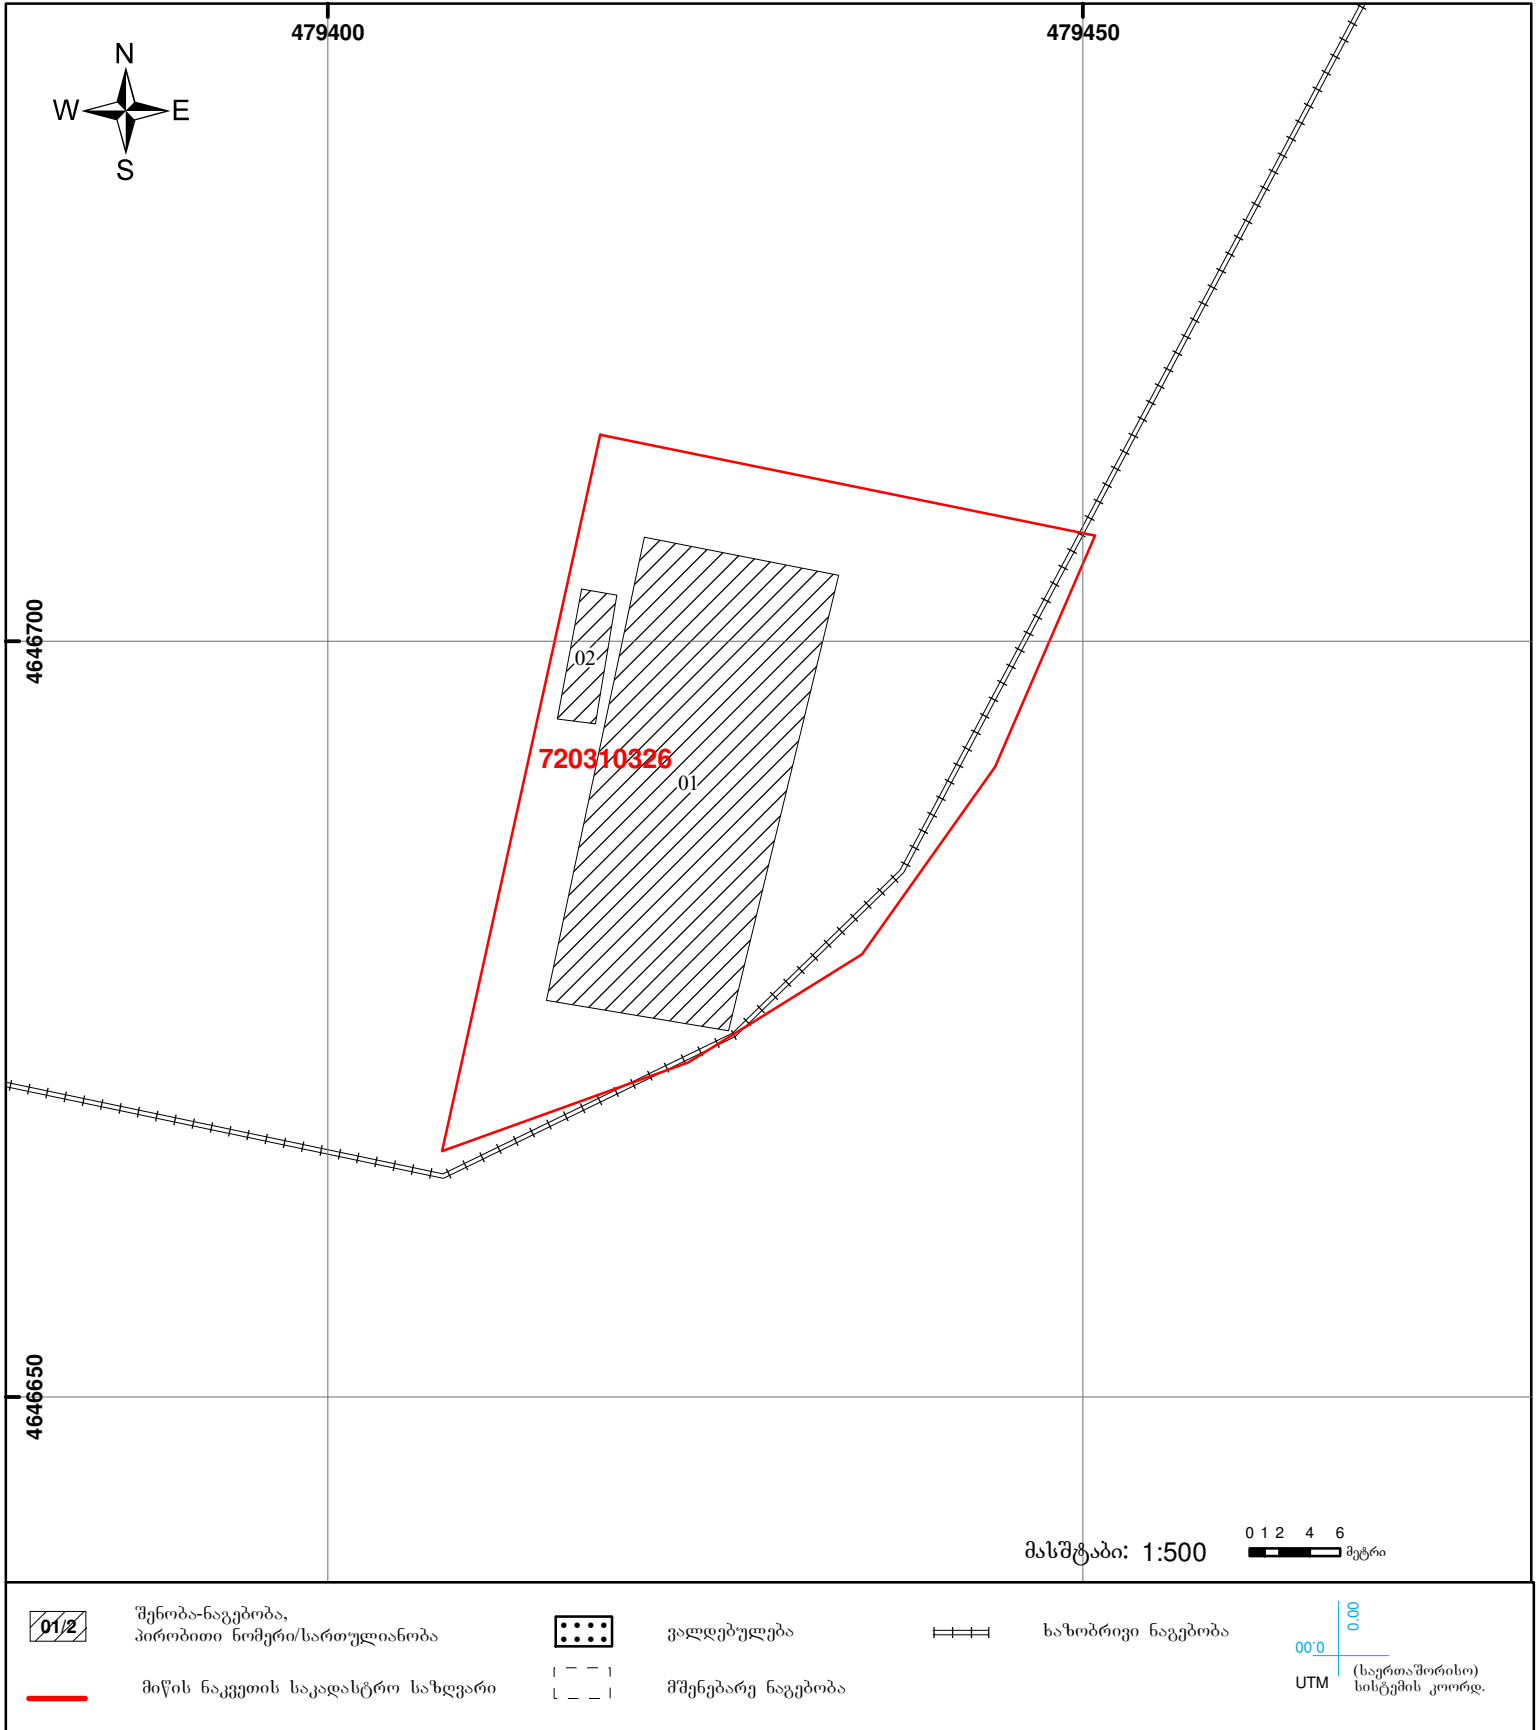 479400
479450
N
W E
S
4646700
02
720310326
01
4646650
მასშტაბი: 1:500
0 1 2 4 6
მეტრი
01/2
შენობა-ნაგებობა,
პირობითი ნომერი/სართულიანობა
ვალდებულება
ხაზობრივი ნაგებობა
00.0
00.0
მიწის ნაკვეთის საკადასტრო საზღვარი
მშენებარე ნაგებობა
UTM
(საერთაშორისო)
სისტემის კოორდ.